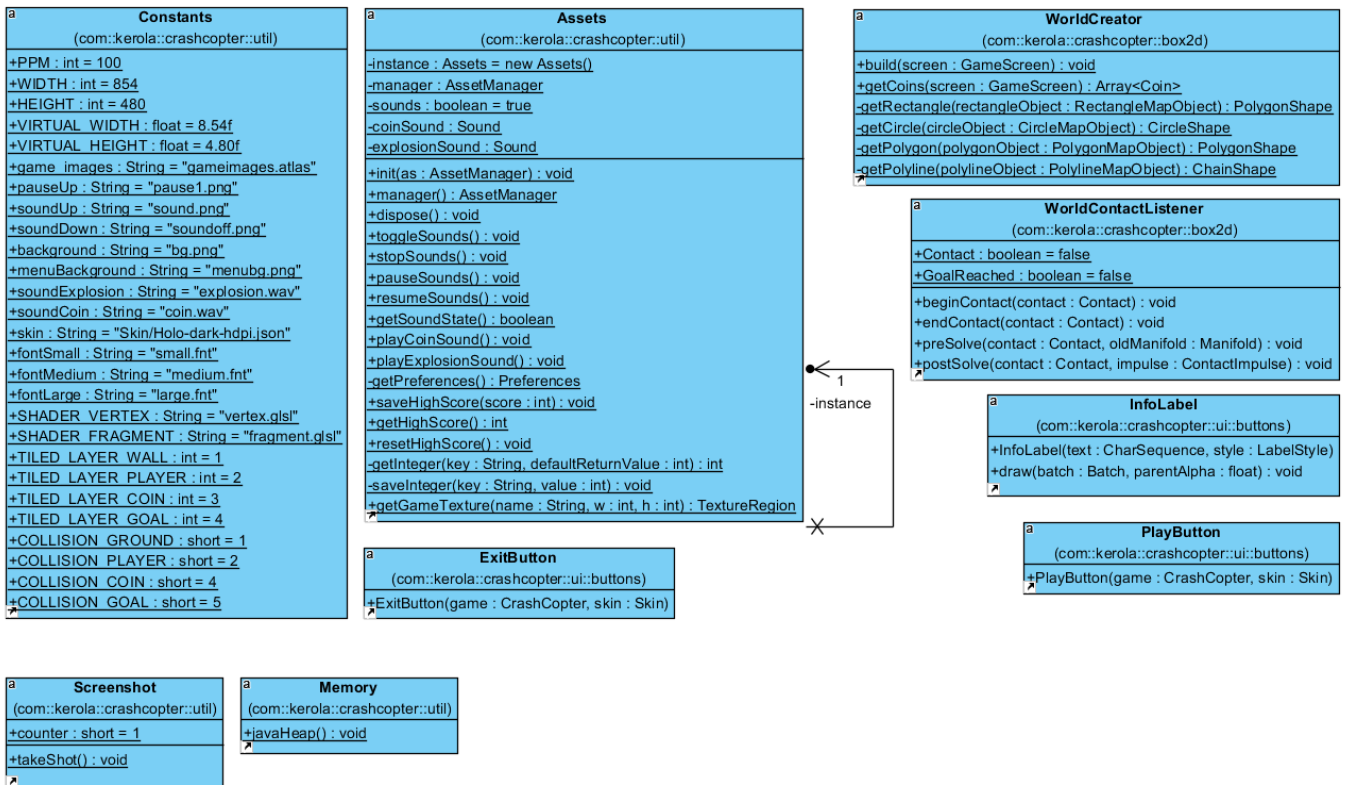 a
Constants
(com::kerola::crashcopter::util)
+PPM : int = 100
+WIDTH : int = 854
+HEIGHT : int = 480
+VIRTUAL_WIDTH : float = 8.54f
+VIRTUAL_HEIGHT : float = 4.80f
+game_images : String = "gameimages.atlas"
+pauseUp : String = "pause1.png"
+soundUp : String = "sound.png"
+soundDown : String = "soundoff.png"
+background : String = "bg.png"
+menuBackground : String = "menubg.png"
+soundExplosion : String = "explosion.wav"
+soundCoin : String = "coin.wav"
+skin : String = "Skin/Holo-dark-hdpi.json"
+fontSmall : String = "small.fnt"
+fontMedium : String = "medium.fnt"
+fontLarge : String = "large.fnt"
+SHADER_VERTEX : String = "vertex.glsl"
+SHADER_FRAGMENT : String = "fragment.glsl"
+TILED_LAYER_WALL : int = 1
+TILED_LAYER_PLAYER : int = 2
+TILED_LAYER_COIN : int = 3
+TILED_LAYER_GOAL : int = 4
+COLLISION_GROUND : short = 1
+COLLISION_PLAYER : short = 2
+COLLISION_COIN : short = 4
+COLLISION_GOAL : short = 5
a
Assets
(com::kerola::crashcopter::util)
-instance : Assets = new Assets()
-manager : AssetManager
-sounds : boolean = true
-coinSound : Sound
-explosionSound : Sound
+init(as : AssetManager) : void
+manager() : AssetManager
+dispose() : void
+toggleSounds() : void
+stopSounds() : void
+pauseSounds() : void
+resumeSounds() : void
+getSoundState() : boolean
+playCoinSound() : void
+playExplosionSound() : void
-getPreferences() : Preferences
+saveHighScore(score : int) : void
+getHighScore() : int
+resetHighScore() : void
-getInteger(key : String, defaultReturnValue : int) : int
-saveInteger(key : String, value : int) : void
+getGameTexture(name : String, w : int, h : int) : TextureRegion
1
-instance
a
WorldCreator
(com::kerola::crashcopter::box2d)
+build(screen : GameScreen) : void
+getCoins(screen : GameScreen) : Array<Coin>
-getRectangle(rectangleObject : RectangleMapObject) : PolygonShape
-getCircle(circleObject : CircleMapObject) : CircleShape
-getPolygon(polygonObject : PolygonMapObject) : PolygonShape
-getPolyline(polylineObject : PolylineMapObject) : ChainShape
a
WorldContactListener
(com::kerola::crashcopter::box2d)
+Contact : boolean = false
+GoalReached : boolean = false
+beginContact(contact : Contact) : void
+endContact(contact : Contact) : void
+preSolve(contact : Contact, oldManifold : Manifold) : void
+postSolve(contact : Contact, impulse : ContactImpulse) : void
a
InfoLabel
(com::kerola::crashcopter::ui::buttons)
+InfoLabel(text : CharSequence, style : LabelStyle)
+draw(batch : Batch, parentAlpha : float) : void
a
PlayButton
(com::kerola::crashcopter::ui::buttons)
+PlayButton(game : CrashCopter, skin : Skin)
a
ExitButton
(com::kerola::crashcopter::ui::buttons)
+ExitButton(game : CrashCopter, skin : Skin)
a
Screenshot
(com::kerola::crashcopter::util)
+counter : short = 1
+takeShot() : void
a
Memory
(com::kerola::crashcopter::util)
+javaHeap() : void